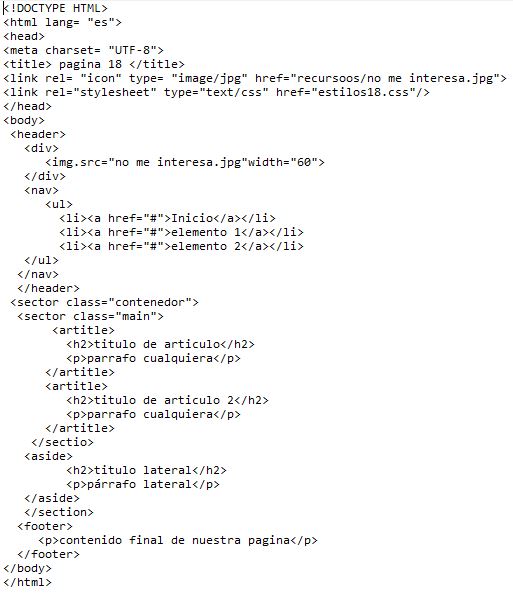 <!DOCTYPE HTML>
<html lang= "es">
<head>
<meta charset= "UTF-8">
<title> pagina 18 </title>
<link rel= "icon" type= "image/jpg" href="recursoos/no me interesa.jpg">
<link rel="stylesheet" type="text/css" href="estilos18.css"/>
</head>
<body>
<header>
<div>
<img.src="no me interesa.jpg"width="60">
</div>
<nav>
<ul>
<li><a href="#">Inicio</a></li>
<li><a href="#">elemento 1</a></li>
<li><a href="#">elemento 2</a></li>
</ul>
</nav>
</header>
<sector class="contenedor">
<sector class="main">
<artitle>
<h2>titulo de articulo</h2>
<p>parrafo cualquiera</p>
</artitle>
<artitle>
<h2>titulo de articulo 2</h2>
<p>parrafo cualquiera</p>
</artitle>
</sectio>
<aside>
<h2>titulo lateral</h2>
<p>párrafo lateral</p>
</aside>
</section>
<footer>
<p>contenido final de nuestra pagina</p>
</footer>
</body>
</html>